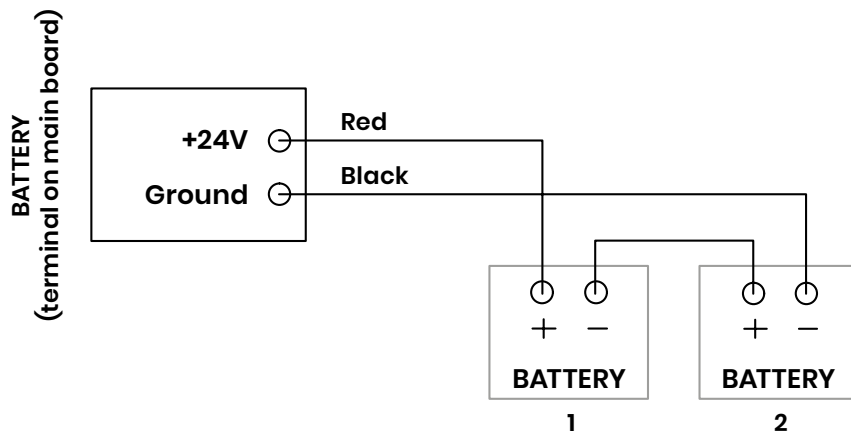 BATTERY
(terminal on main board)
+24V
Red
Ground
Black
+ −
+ −
BATTERY
BATTERY
1
2